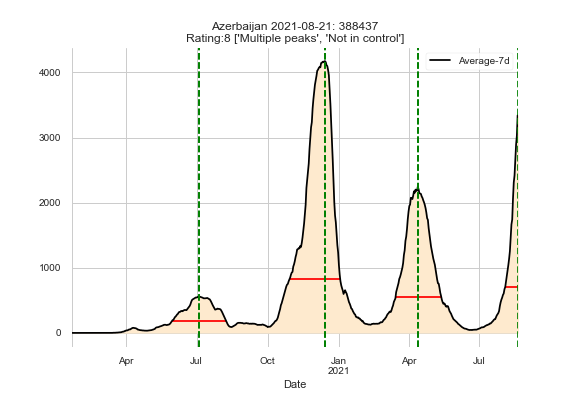 Azerbaijan 2021-08-21: 388437
Rating:8 ['Multiple peaks', 'Not in control']
Average-7d
4000
3000
2000
1000
0
Apr
Jul
Oct
Jan
2021
Apr
Jul
Date